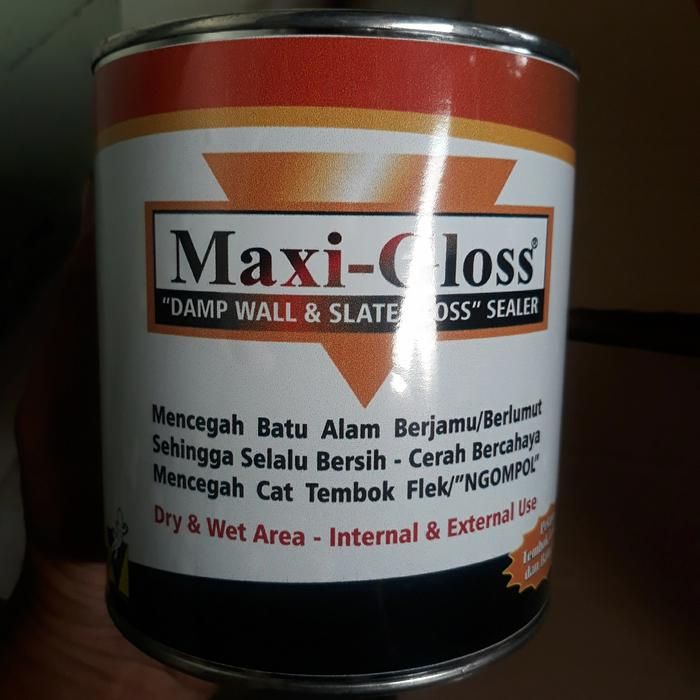 Maxi-Gloss®
"DAMP WALL & SLATE GLOSS" SEALER
Mencegah Batu Alam Berjamu/Berlumut
Sehingga Selalu Bersih - Cerah Bercahaya
Mencegah Cat Tembok Flek/"NGOMPOL"
Dry & Wet Area - Internal & External Use